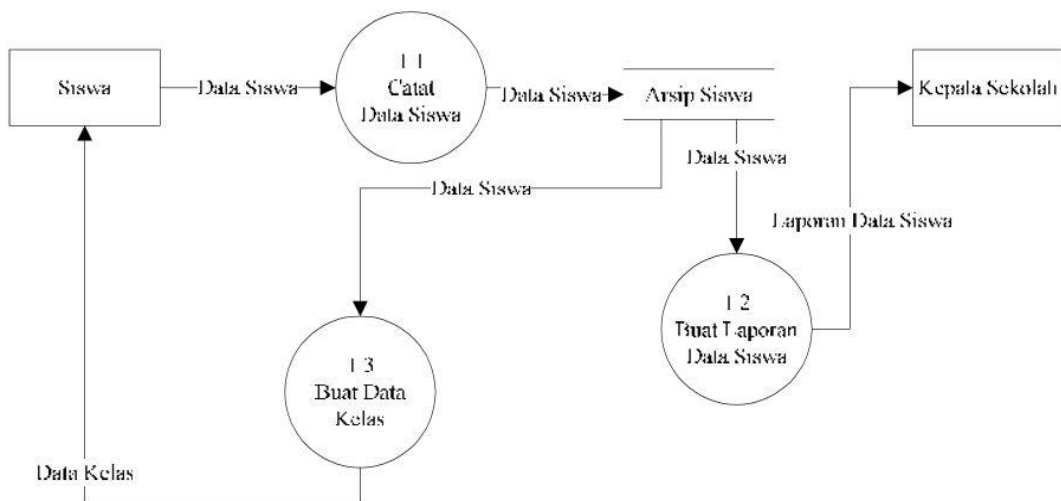 Siswa
Data Siswa
1.1
Catat
Data Siswa
Data Siswa
Arsip Siswa
Kepala Sekolah
Data Siswa
Data Siswa
Laporan Data Siswa
1.2
Buat Laporan
Data Siswa
1.3
Buat Data
Kelas
Data Kelas